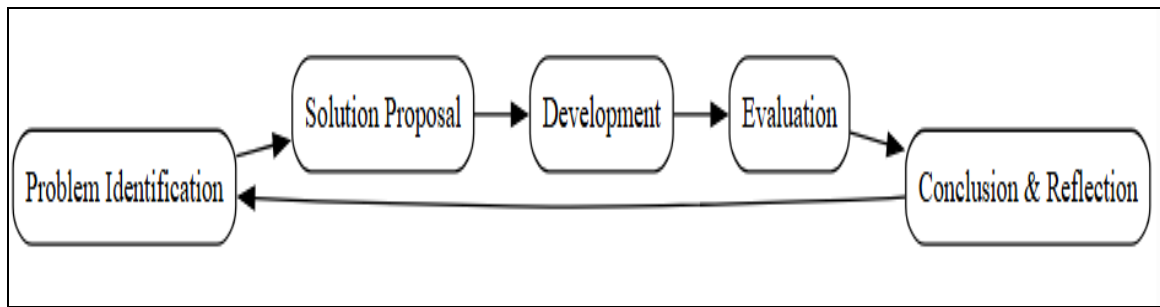 Problem Identification
Solution Proposal
Development
Evaluation
Conclusion & Reflection